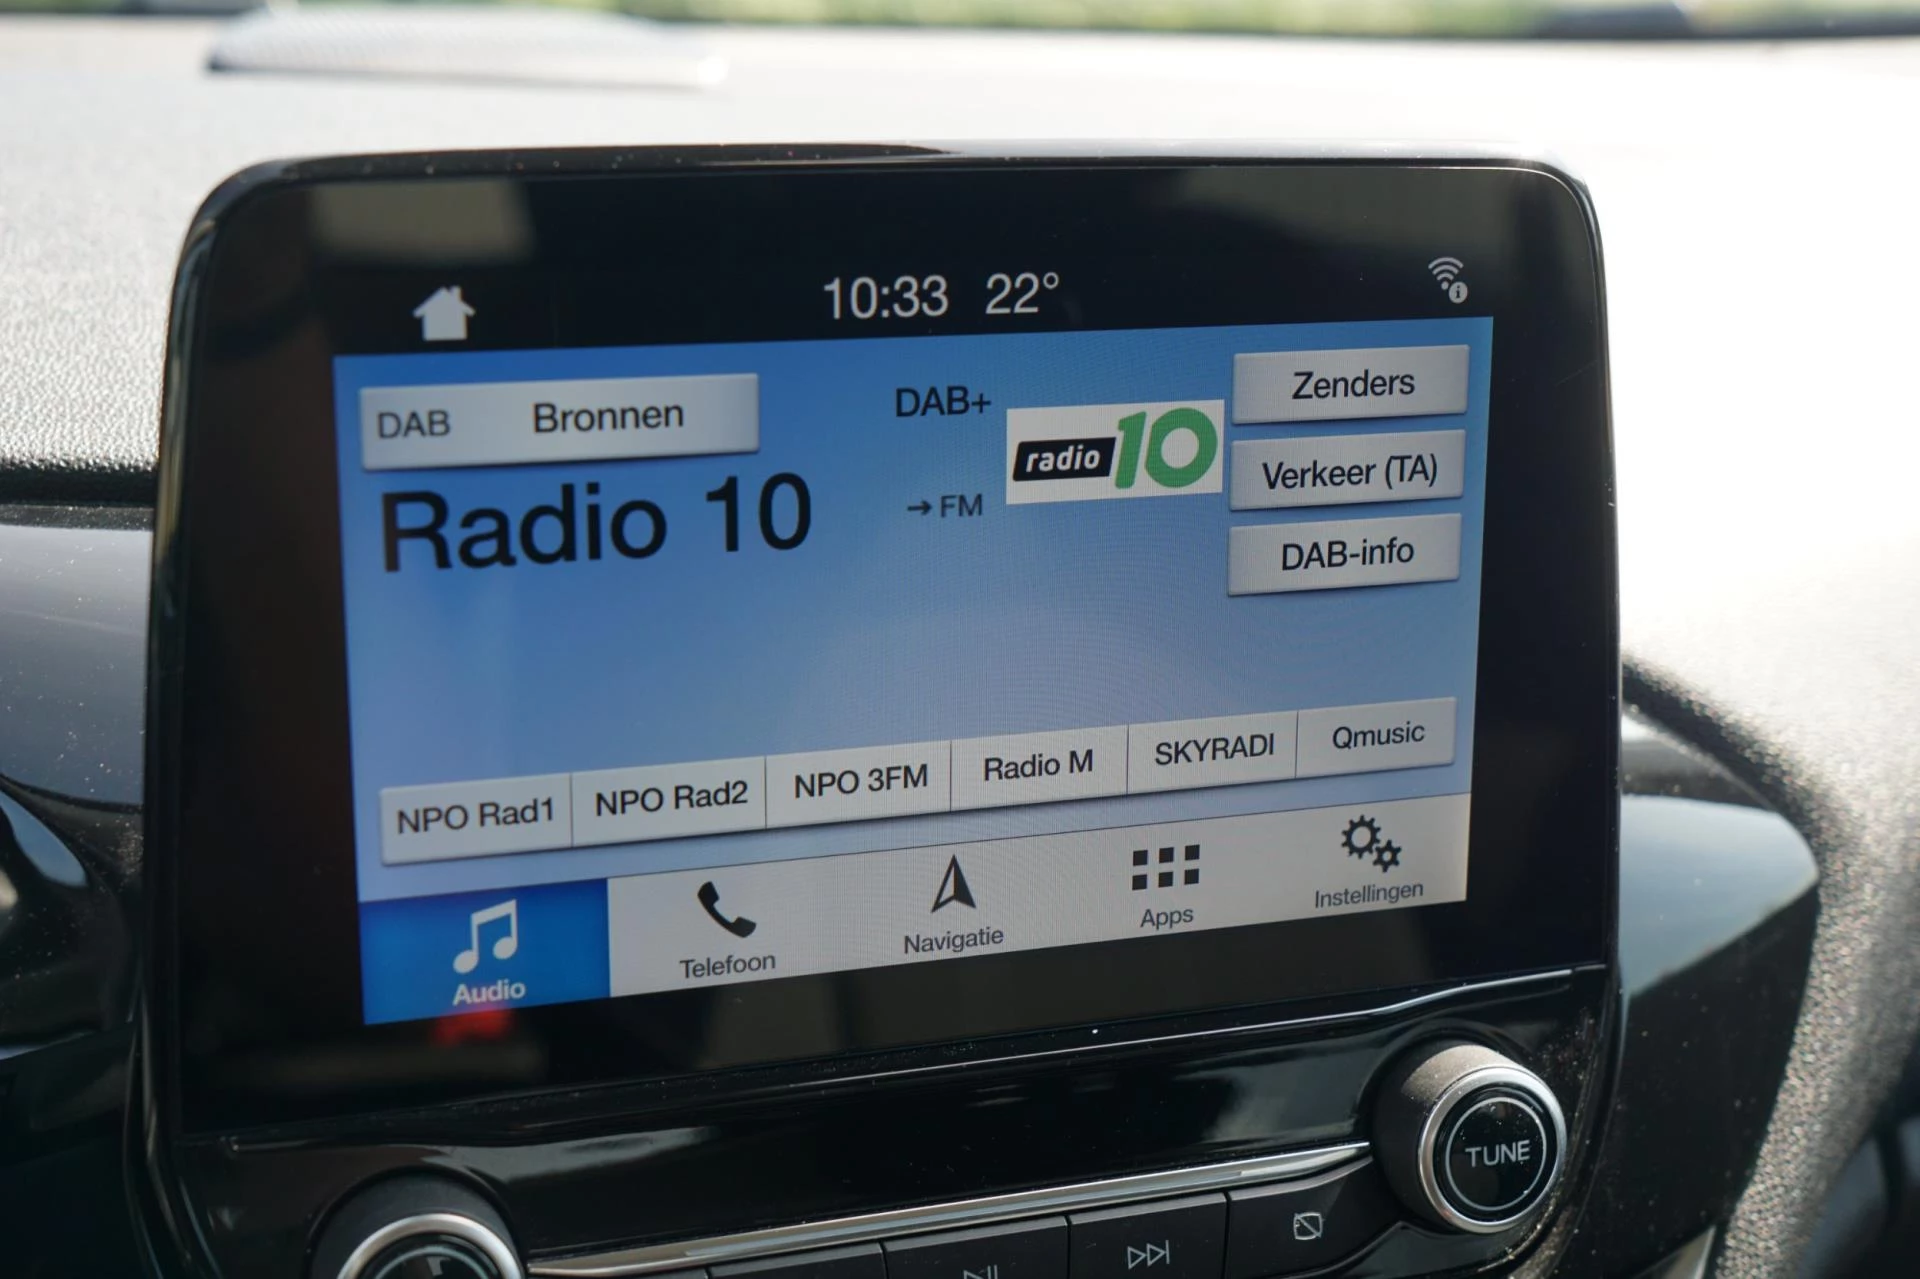 10:33 22°
DAB Bronnen
DAB+
radio 10
Zenders
Radio 10
→ FM
Verkeer (TA)
DAB-info
NPO Rad1
NPO Rad2
NPO 3FM
Radio M
SKYRADI
Qmusic
Audio
Telefoon
Navigatie
Apps
Instellingen
TUNE